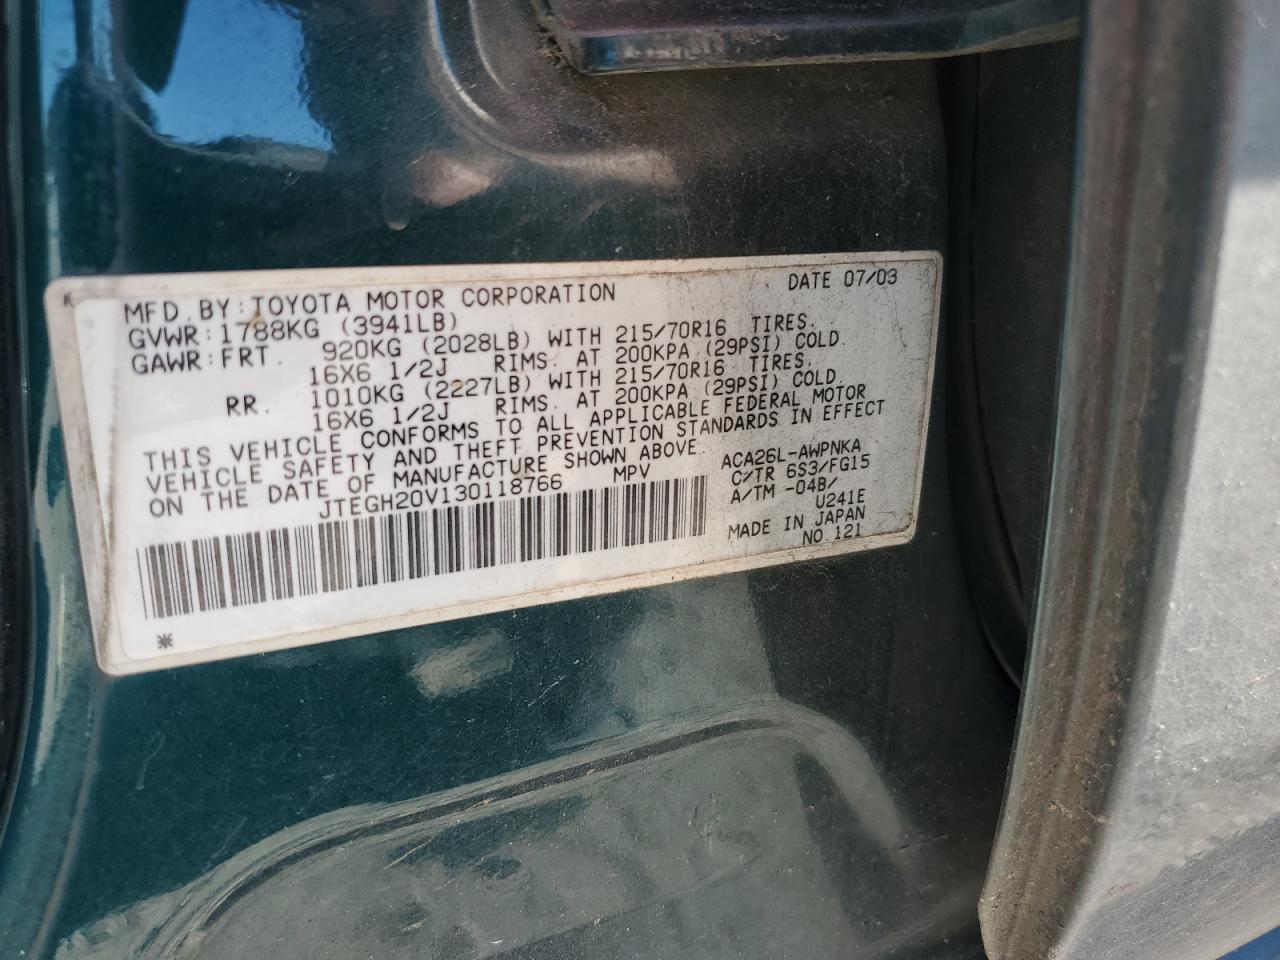 MFD. BY: TOYOTA MOTOR CORPORATION DATE 07/03
GVWR: 1788KG (3941LB)
GAWR: FRT. 920KG (2028LB) WITH 215/70R16 TIRES.
16X6 1/2J RIMS. AT 200KPA (29PSI) COLD.
RR. 1010KG (2227LB) WITH 215/70R16 TIRES.
16X6 1/2J RIMS. AT 200KPA (29PSI) COLD
THIS VEHICLE CONFORMS TO ALL APPLICABLE FEDERAL MOTOR
VEHICLE SAFETY AND THEFT PREVENTION STANDARDS IN EFFECT
ON THE DATE OF MANUFACTURE SHOWN ABOVE.
JTEGH20V130118766 MPV
ACA26L-AWPNKA
C/TR 6S3/FG15
A/TM -04B/
U241E
MADE IN JAPAN
NO.121